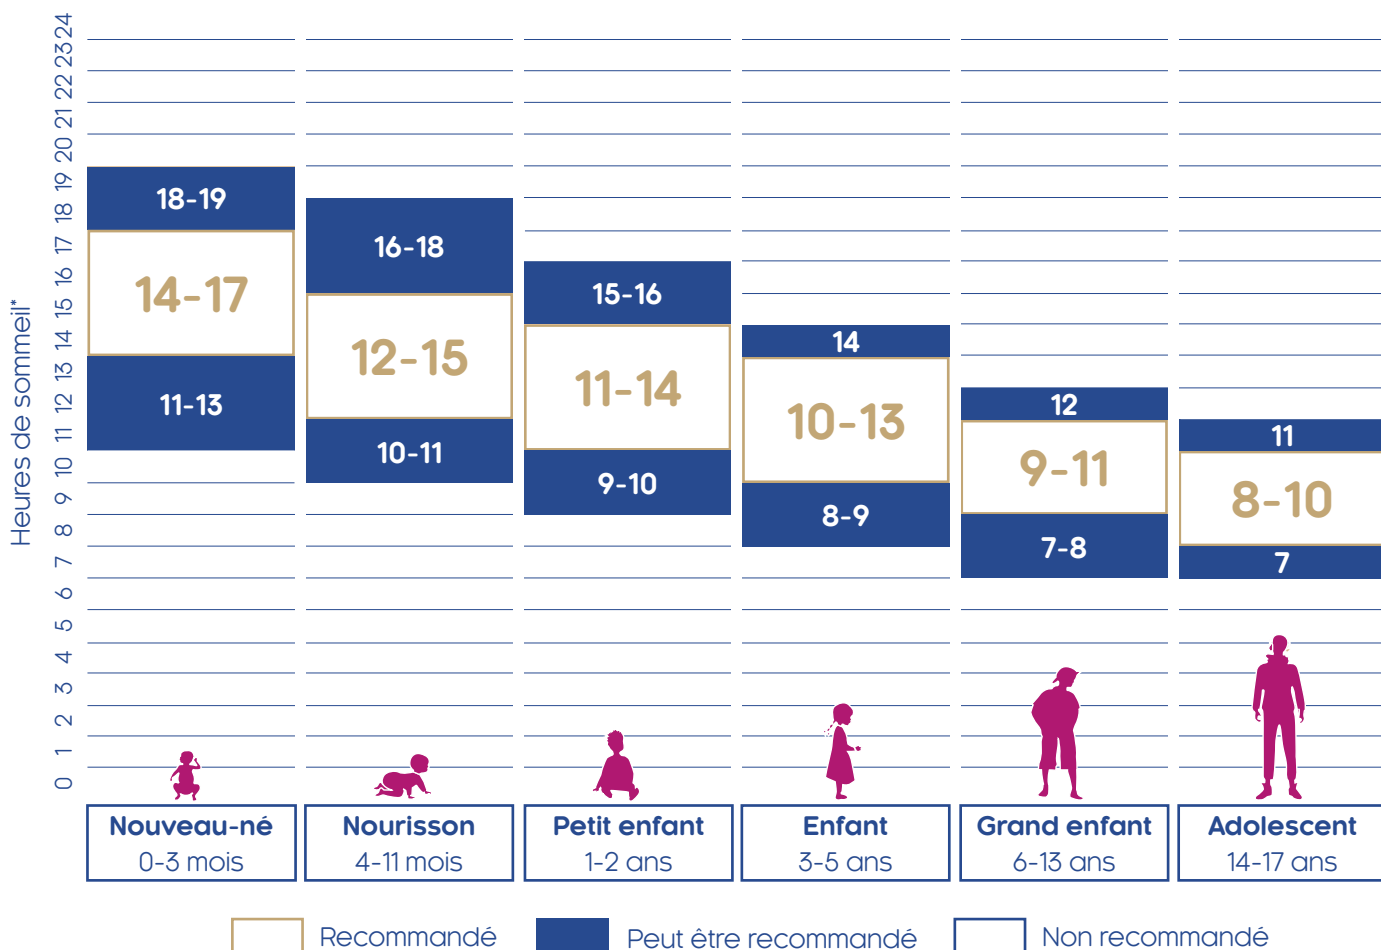 Heures de sommeil*
24
23
22
21
20
19
18
17
16
15
14
13
12
11
10
9
8
7
6
5
4
3
2
1
0
18-19
14-17
11-13
16-18
12-15
10-11
15-16
11-14
9-10
14
10-13
8-9
12
9-11
7-8
11
8-10
7
Nouveau-né
0-3 mois
Nourisson
4-11 mois
Petit enfant
1-2 ans
Enfant
3-5 ans
Grand enfant
6-13 ans
Adolescent
14-17 ans
Recommandé
Peut être recommandé
Non recommandé